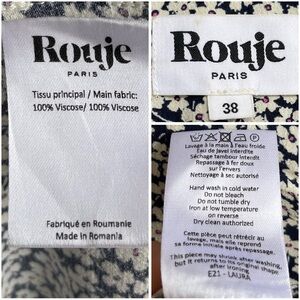 Rouje
PARIS
Tissu principal / Main fabric:
100% Viscose/ 100% Viscose
Fabriqué en Roumanie
Made in Romania
Rouje
PARIS
38
Lavage à la main à l'eau froide
Eau de javel interdite
Séchage tambour interdit
Repassage à fer doux
sur l'envers
Nettoyage à sec autorisé
Hand wash in cold water
Do not bleach
Do not tumble dry
Iron at low temperature
on reverse
Dry clean authorized
Cette pièce peut rétrécir au
lavage, mais elle reprend sa
forme initiale après repassage.
This piece may shrink when washed,
but it returns to its original shape
after ironing
E21 - LAURA